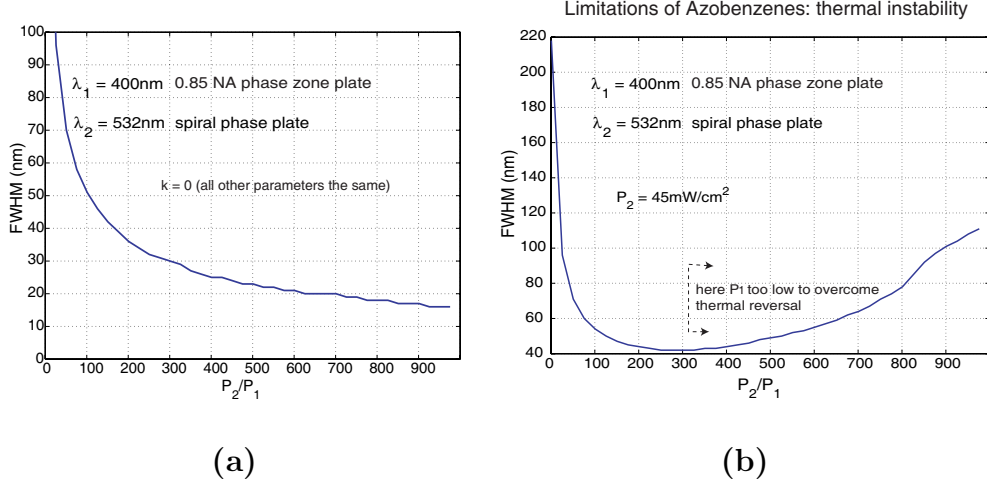 Limitations of Azobenzenes: thermal instability
100
90
80
70
60
50
40
30
20
10
0
FWHM (nm)
λ1 = 400nm 0.85 NA phase zone plate
λ2 = 532nm spiral phase plate
k = 0 (all other parameters the same)
0 100 200 300 400 500 600 700 800 900
P2/P1
(a)
220
200
180
160
140
120
100
80
60
40
FWHM (nm)
λ1 = 400nm 0.85 NA phase zone plate
λ2 = 532nm spiral phase plate
P2 = 45mW/cm²
here P1 too low to overcome
thermal reversal
0 100 200 300 400 500 600 700 800 900
P2/P1
(b)